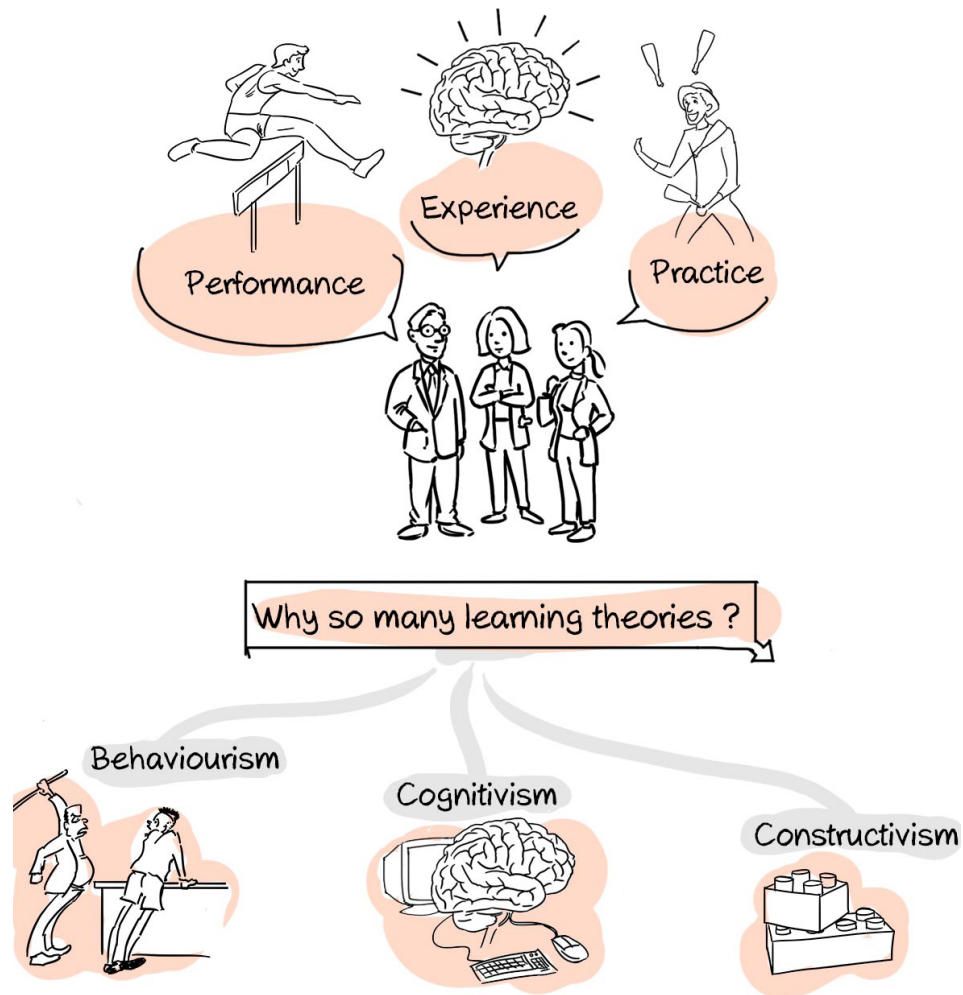 Experience
Performance
Practice
Why so many learning theories ?
Behaviourism
Cognitivism
Constructivism